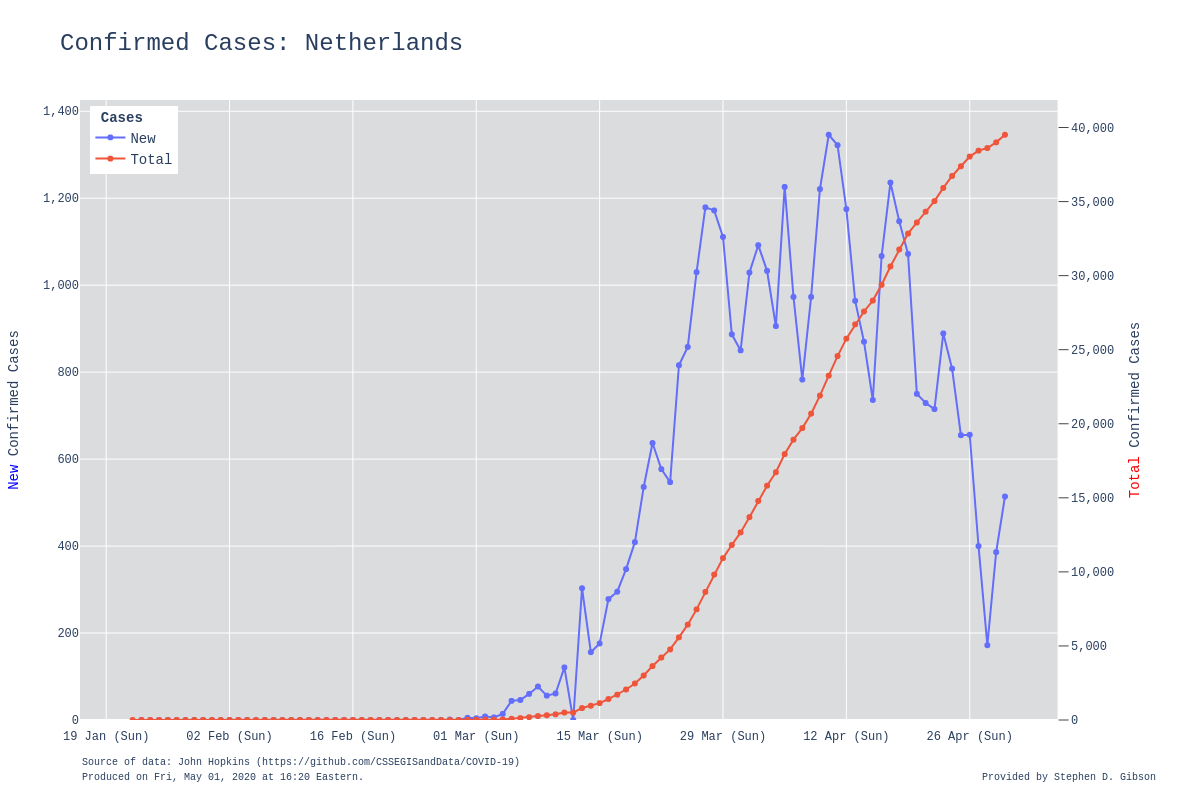 Confirmed Cases: Netherlands
Cases
New
Total
1,400
1,200
1,000
800
600
400
200
0
New Confirmed Cases
40,000
35,000
30,000
25,000
20,000
15,000
10,000
5,000
0
Total Confirmed Cases
19 Jan (Sun) 02 Feb (Sun) 16 Feb (Sun) 01 Mar (Sun) 15 Mar (Sun) 29 Mar (Sun) 12 Apr (Sun) 26 Apr (Sun)
Source of data: John Hopkins (https://github.com/CSSEGISandData/COVID-19)
Produced on Fri, May 01, 2020 at 16:20 Eastern.
Provided by Stephen D. Gibson